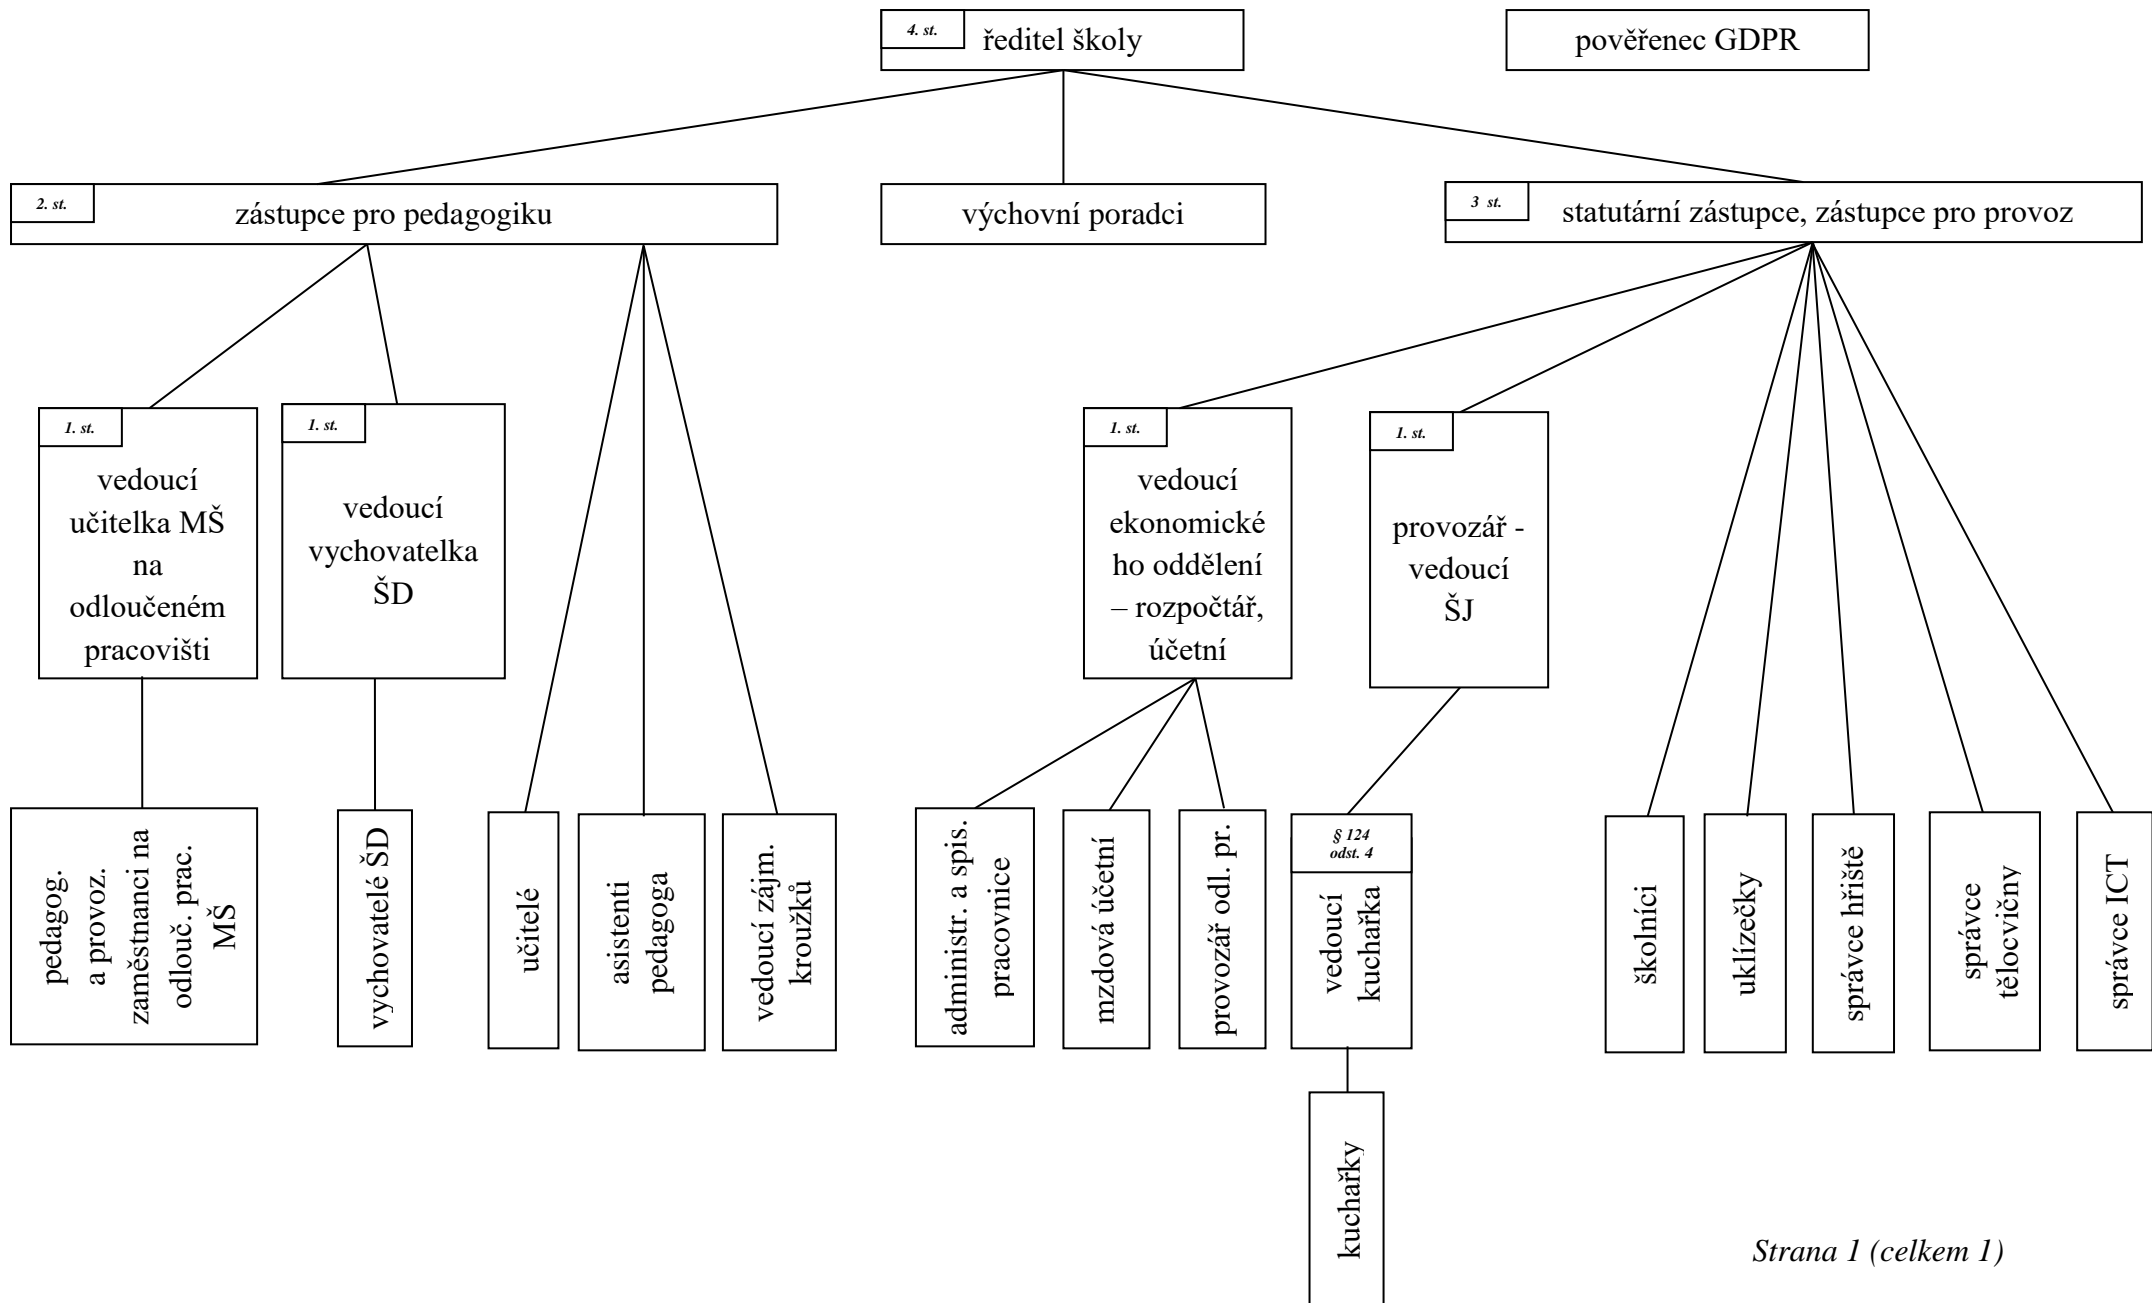 4. st.
ředitel školy
pověřenec GDPR
2. st.
zástupce pro pedagogiku
výchovní poradci
3 st.
statutární zástupce, zástupce pro provoz
1. st.
vedoucí
učitelka MŠ
na
odloučeném
pracovišti
1. st.
vedoucí
vychovatelka
ŠD
1. st.
vedoucí
ekonomické
ho oddělení
– rozpočtář,
účetní
1. st.
provozář -
vedoucí
ŠJ
pedagog.
a provoz.
zaměstnanci na
odlouč. prac.
MŠ
vychovatelé ŠD
učitelé
asistenti
pedagoga
vedoucí zájm.
kroužků
administr. a spis.
pracovnice
mzdová účetní
provozář odl. pr.
§ 124
odst. 4
vedoucí
kuchařka
školníci
uklízečky
správce hřiště
správce
tělocvičny
správce ICT
kuchařky
Strana 1 (celkem 1)